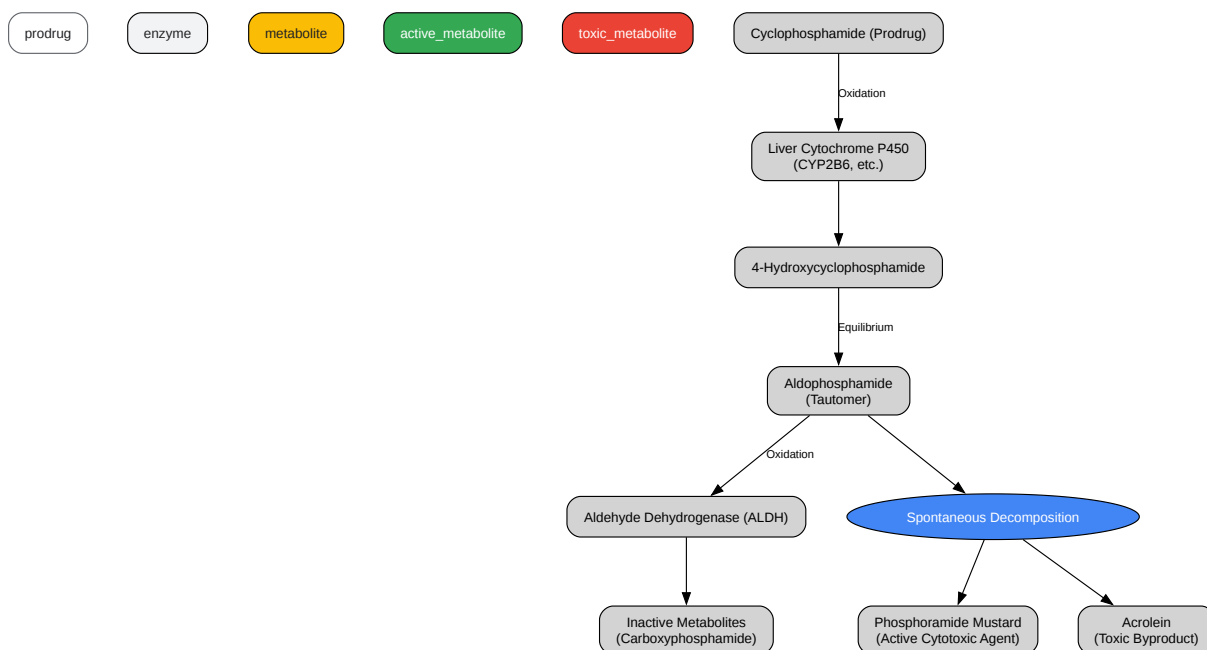 prodrug
enzyme
metabolite
active_metabolite
toxic_metabolite
Cyclophosphamide (Prodrug)
Oxidation
Liver Cytochrome P450
(CYP2B6, etc.)
4-Hydroxycyclophosphamide
Equilibrium
Aldophosphamide
(Tautomer)
Oxidation
Aldehyde Dehydrogenase (ALDH)
Spontaneous Decomposition
Inactive Metabolites
(Carboxyphosphamide)
Phosphoramide Mustard
(Active Cytotoxic Agent)
Acrolein
(Toxic Byproduct)